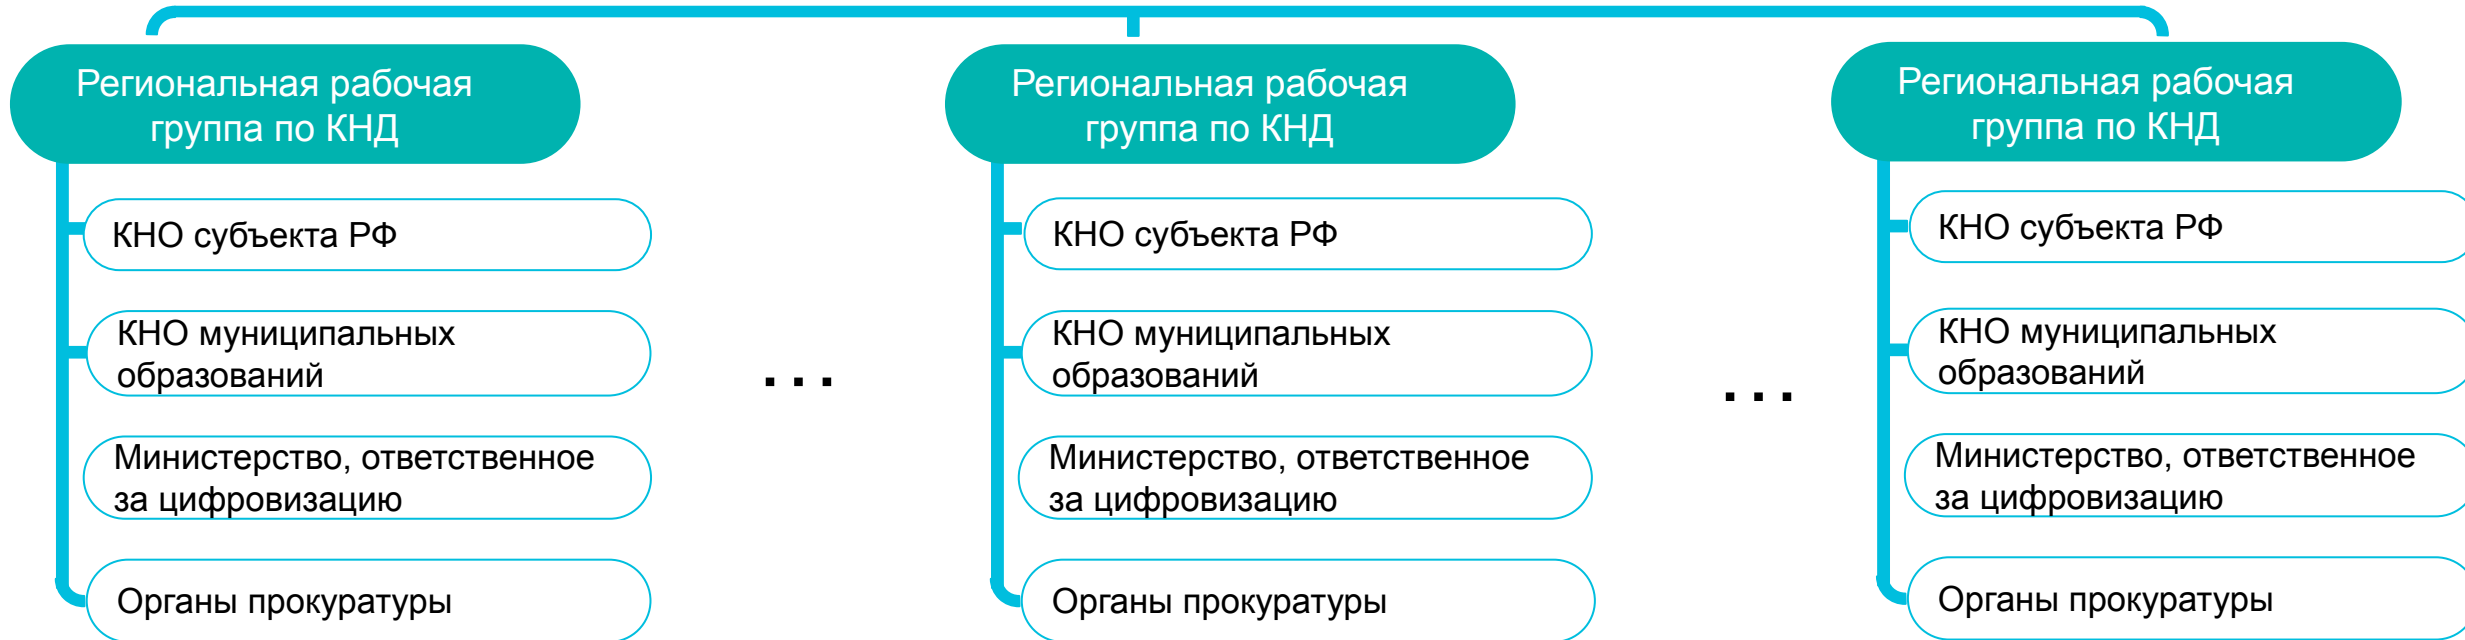 Региональная рабочая
группа по КНД
КНО субъекта РФ
КНО муниципальных
образований
Министерство, ответственное
за цифровизацию
Органы прокуратуры
...
Региональная рабочая
группа по КНД
КНО субъекта РФ
КНО муниципальных
образований
Министерство, ответственное
за цифровизацию
Органы прокуратуры
...
Региональная рабочая
группа по КНД
КНО субъекта РФ
КНО муниципальных
образований
Министерство, ответственное
за цифровизацию
Органы прокуратуры